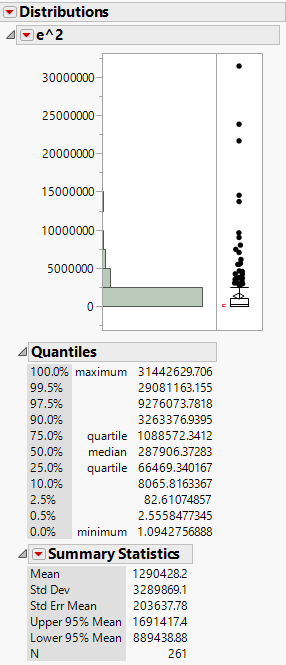 Distributions
e^2
30000000
25000000
20000000
15000000
10000000
5000000
0
Quantiles
100.0% maximum 31442629.706
99.5% 29081163.155
97.5% 9276073.7818
90.0% 3263376.9395
75.0% quartile 1088572.3412
50.0% median 287906.37283
25.0% quartile 66469.340167
10.0% 8065.8163367
2.5% 82.61074857
0.5% 2.5558477345
0.0% minimum 1.0942756888
Summary Statistics
Mean 1290428.2
Std Dev 3289869.1
Std Err Mean 203637.78
Upper 95% Mean 1691417.4
Lower 95% Mean 889438.88
N 261